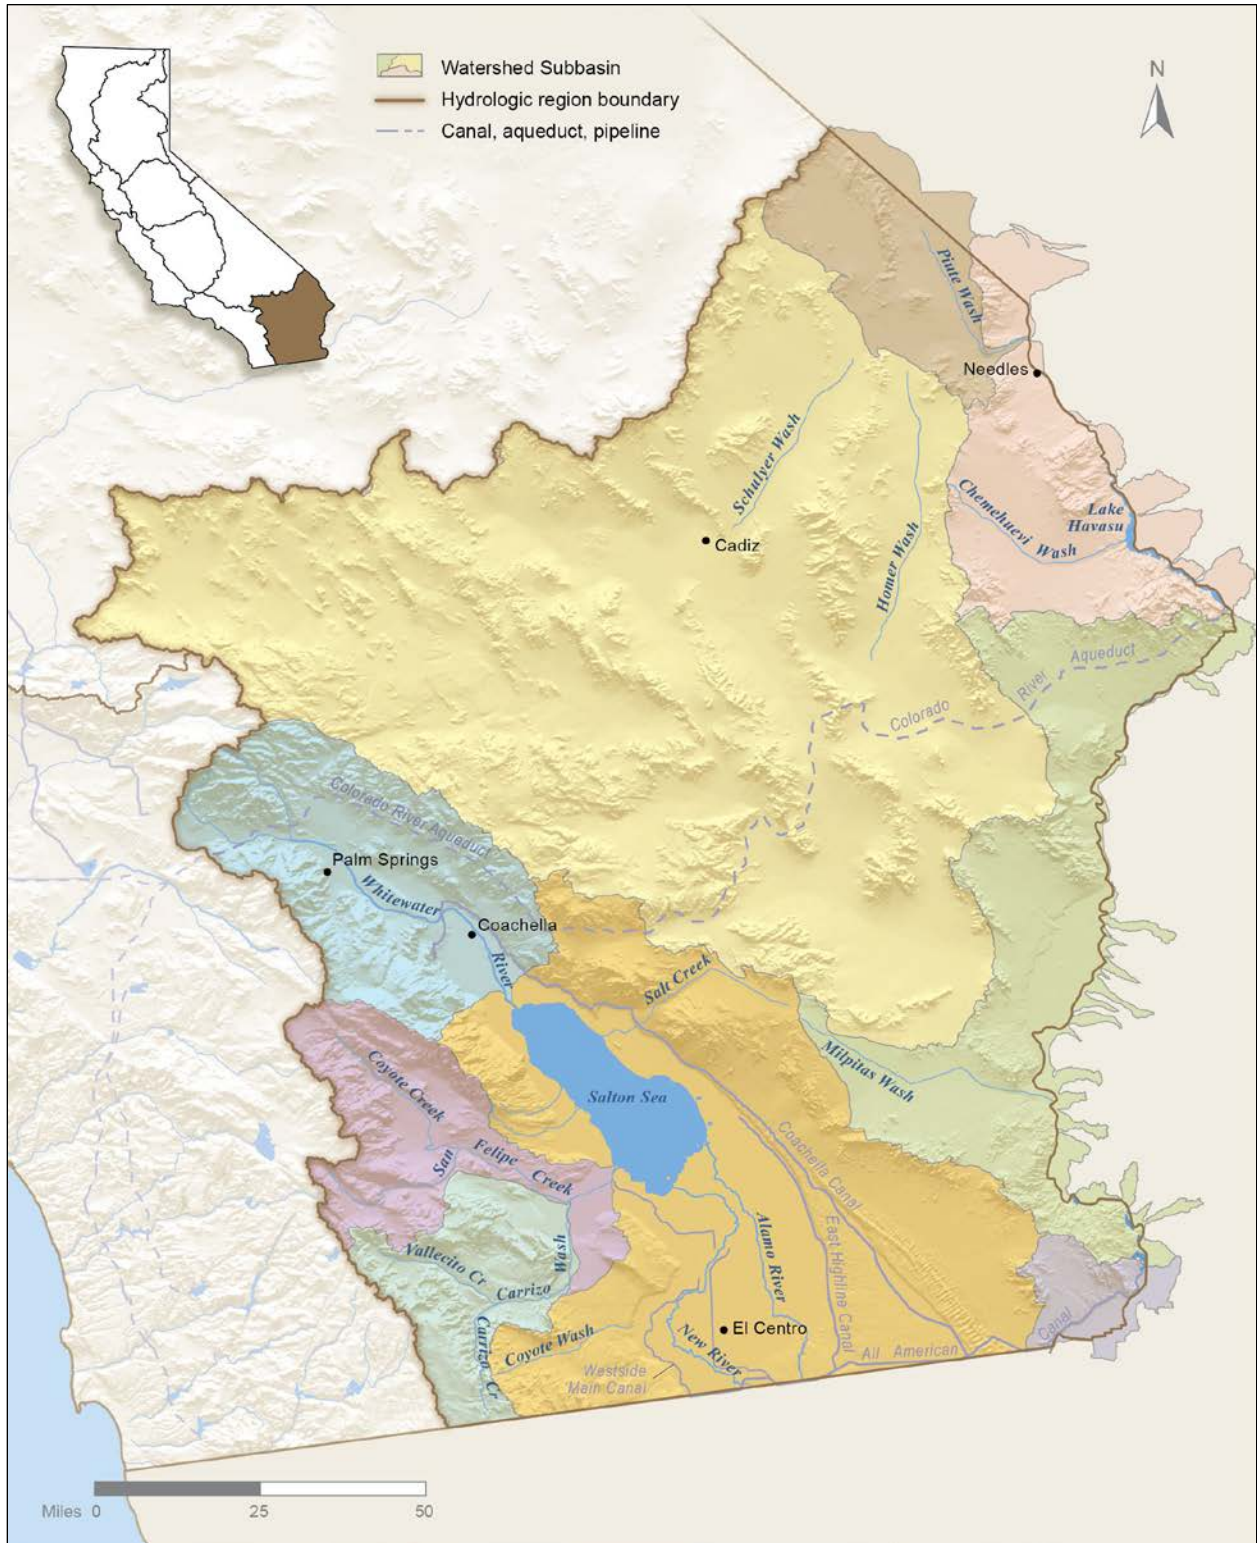 Watershed Subbasin
Hydrologic region boundary
Canal, aqueduct, pipeline
N
Piute Wash
Needles
Schulyer Wash
Chemehuevi Wash
Lake
Havasu
Cadiz
Homer Wash
Colorado River Aqueduct
Colorado River Aqueduct
Palm Springs
Whitewater River
Coachella
Salt Creek
Milpitas Wash
Coyote Creek
Salton Sea
San Felipe Creek
Coachella Canal
Vallecito Cr
Carrizo Wash
Alamo River
East Highline Canal
Carrizo Cr
Coyote Wash
New River
El Centro
All American Canal
Westside
Main Canal
Miles 0 25 50